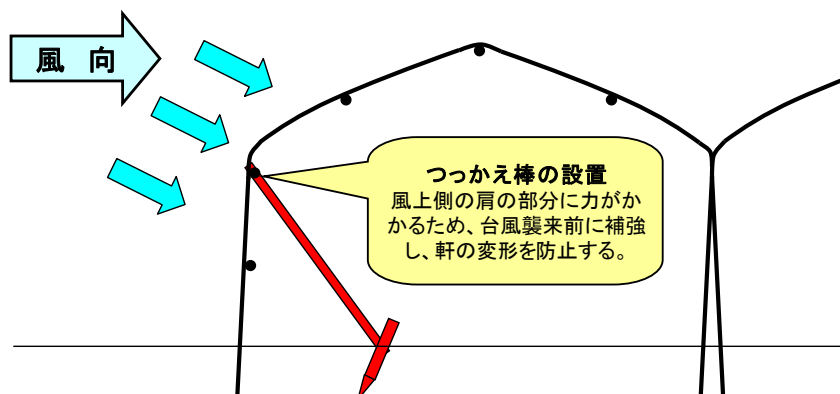 風 向
つっかえ棒の設置
風上側の肩の部分に力がか
かるため、台風襲来前に補強
し、軒の変形を防止する。